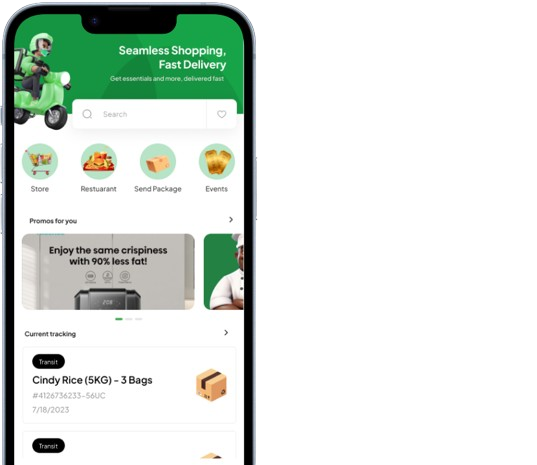 Seamless Shopping,
Fast Delivery
Get essentials and more, delivered fast
Search
Store
Restuarant
Send Package
Events
Promos for you
Enjoy the same crispiness
with 90% less fat!
Current tracking
Transit
Cindy Rice (5KG) - 3 Bags
#4126736233-56UC
7/18/2023
Transit